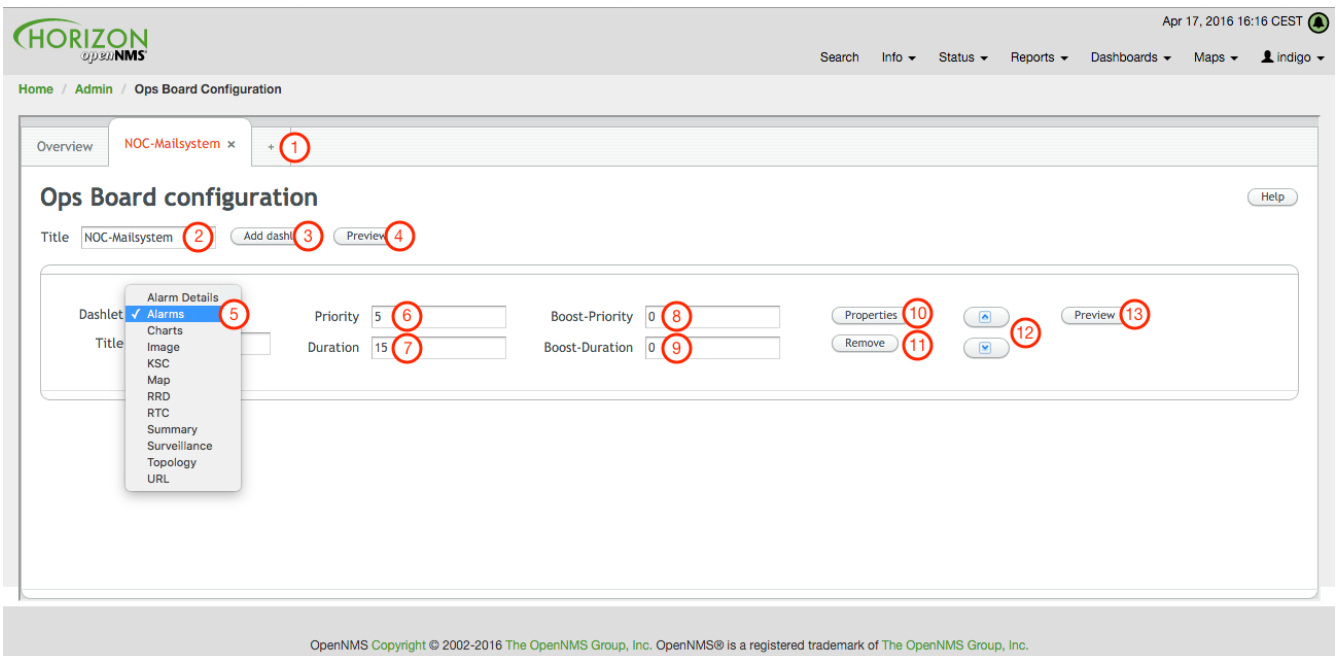 Apr 17, 2016 16:16 CEST
HORIZON
openNMS
Search Info Status Reports Dashboards Maps indigo
Home / Admin / Ops Board Configuration
Overview NOC-Mailsystem × + 1
Ops Board configuration Help
Title NOC-Mailsystem 2 Add dashl 3 Preview 4
Alarm Details
Dashlet ✓ Alarms 5 Priority 5 6 Boost-Priority 0 8 Properties 10 12 Preview 13
Charts
Title Image Duration 15 7 Boost-Duration 0 9 Remove 11
KSC
Map
RRD
RTC
Summary
Surveillance
Topology
URL
OpenNMS Copyright © 2002-2016 The OpenNMS Group, Inc. OpenNMS® is a registered trademark of The OpenNMS Group, Inc.